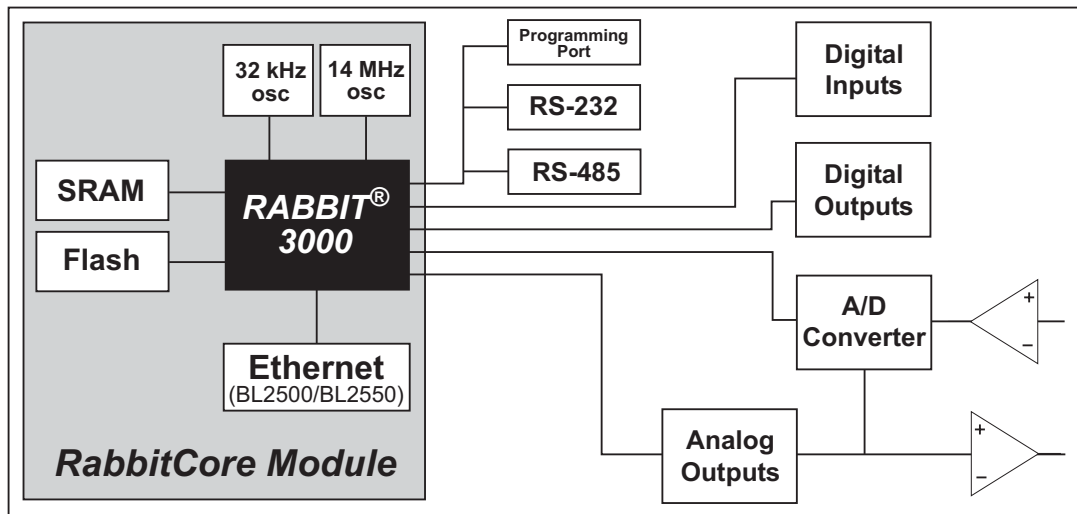 32 kHz
osc
14 MHz
osc
SRAM
Flash
RABBIT®
3000
Ethernet
(BL2500/BL2550)
RabbitCore Module
Programming
Port
RS-232
RS-485
Digital
Inputs
Digital
Outputs
A/D
Converter
+
–
Analog
Outputs
+
–